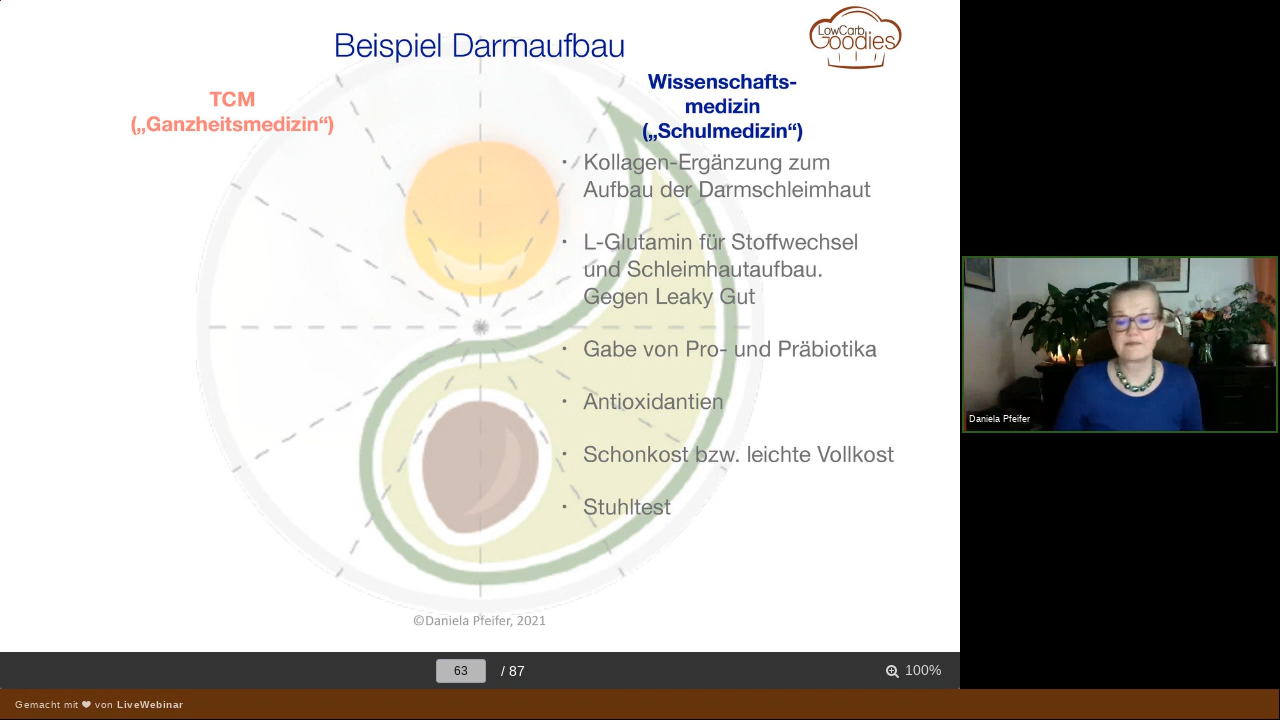 Beispiel Darmaufbau
LowCarb
Goodies
TCM
(„Ganzheitsmedizin“)
Wissenschafts-
medizin
(„Schulmedizin“)
• Kollagen-Ergänzung zum
Aufbau der Darmschleimhaut
• L-Glutamin für Stoffwechsel
und Schleimhautaufbau.
Gegen Leaky Gut
• Gabe von Pro- und Präbiotika
• Antioxidantien
• Schonkost bzw. leichte Vollkost
• Stuhltest
©Daniela Pfeifer, 2021
Daniela Pfeifer
63 / 87
100%
Gemacht mit ❤ von LiveWebinar